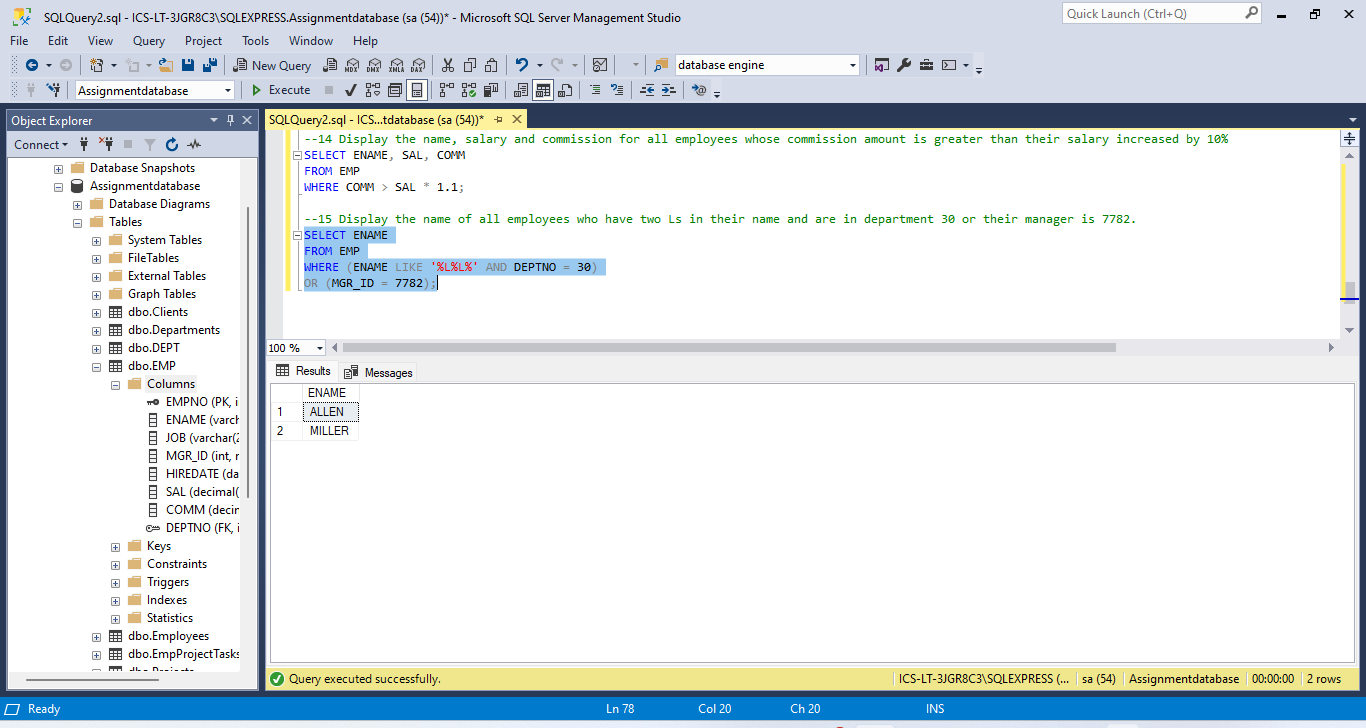 SQLQuery2.sql - ICS-LT-3JGR8C3\SQLEXPRESS.Assignmentdatabase (sa (54))* - Microsoft SQL Server Management Studio
Quick Launch (Ctrl+Q)
File Edit View Query Project Tools Window Help
New Query
MDX DMX XMLA DAX
database engine
Assignmentdatabase
Execute
Object Explorer
Connect
Database Snapshots
Assignmentdatabase
Database Diagrams
Tables
System Tables
FileTables
External Tables
Graph Tables
dbo.Clients
dbo.Departments
dbo.DEPT
dbo.EMP
Columns
EMPNO (PK, i
ENAME (varch
JOB (varchar(2
MGR_ID (int, r
HIREDATE (da
SAL (decimal(
COMM (decin
DEPTNO (FK, i
Keys
Constraints
Triggers
Indexes
Statistics
dbo.Employees
dbo.EmpProjectTasks
dbo.Projects
SQLQuery2.sql - ICS...tdatabase (sa (54))*
--14 Display the name, salary and commission for all employees whose commission amount is greater than their salary increased by 10%
SELECT ENAME, SAL, COMM
FROM EMP
WHERE COMM > SAL * 1.1;
--15 Display the name of all employees who have two Ls in their name and are in department 30 or their manager is 7782.
SELECT ENAME
FROM EMP
WHERE (ENAME LIKE '%L%L%' AND DEPTNO = 30)
OR (MGR_ID = 7782);
100 %
Results Messages
ENAME
1 ALLEN
2 MILLER
Query executed successfully.
ICS-LT-3JGR8C3\SQLEXPRESS (... sa (54) Assignmentdatabase 00:00:00 2 rows
Ready Ln 78 Col 20 Ch 20 INS